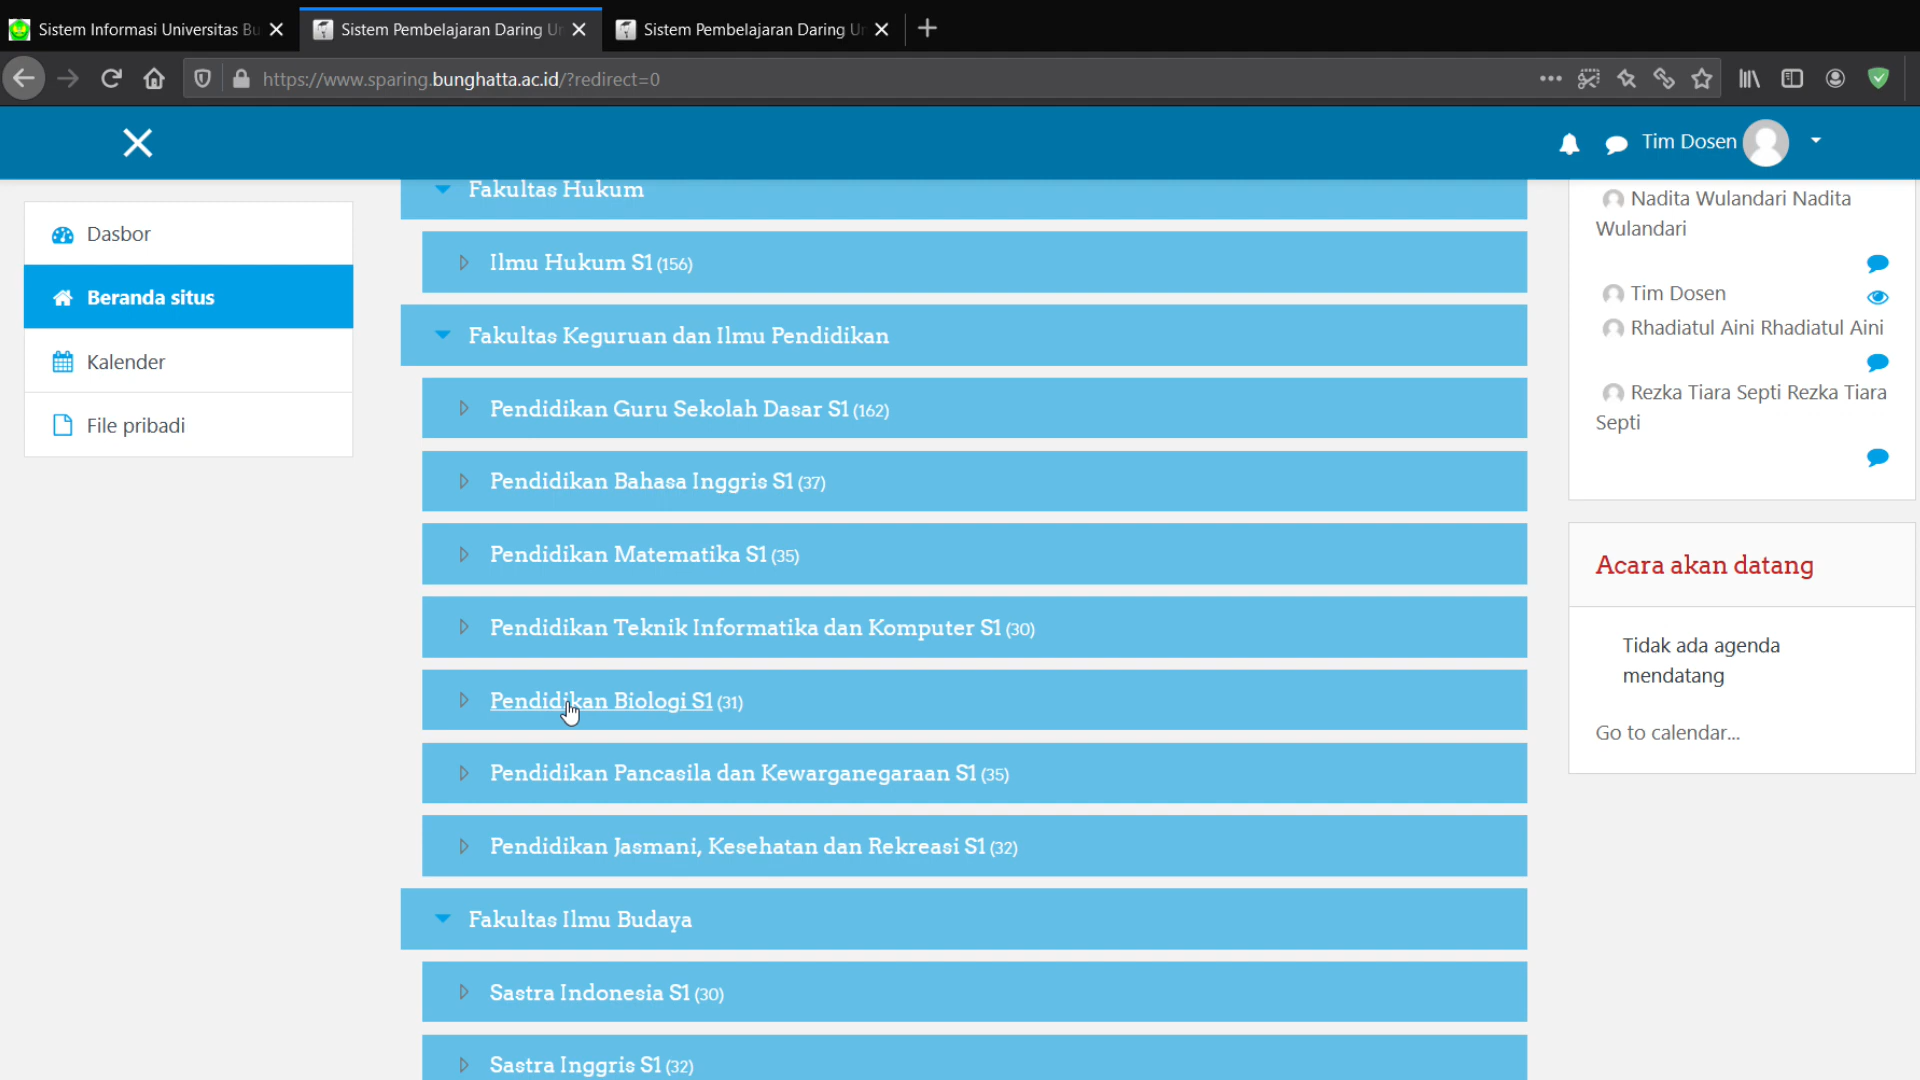 Sistem Informasi Universitas Bu
Sistem Pembelajaran Daring Un
Sistem Pembelajaran Daring Un
https://www.sparing.bunghatta.ac.id/?redirect=0
Tim Dosen
Dasbor
Beranda situs
Kalender
File pribadi
Fakultas Hukum
Ilmu Hukum S1 (156)
Fakultas Keguruan dan Ilmu Pendidikan
Pendidikan Guru Sekolah Dasar S1 (162)
Pendidikan Bahasa Inggris S1 (37)
Pendidikan Matematika S1 (35)
Pendidikan Teknik Informatika dan Komputer S1 (30)
Pendidikan Biologi S1 (31)
Pendidikan Pancasila dan Kewarganegaraan S1 (35)
Pendidikan Jasmani, Kesehatan dan Rekreasi S1 (32)
Fakultas Ilmu Budaya
Sastra Indonesia S1 (30)
Sastra Inggris S1 (32)
Nadita Wulandari Nadita
Wulandari
Tim Dosen
Rhadiatul Aini Rhadiatul Aini
Rezka Tiara Septi Rezka Tiara
Septi
Acara akan datang
Tidak ada agenda
mendatang
Go to calendar...